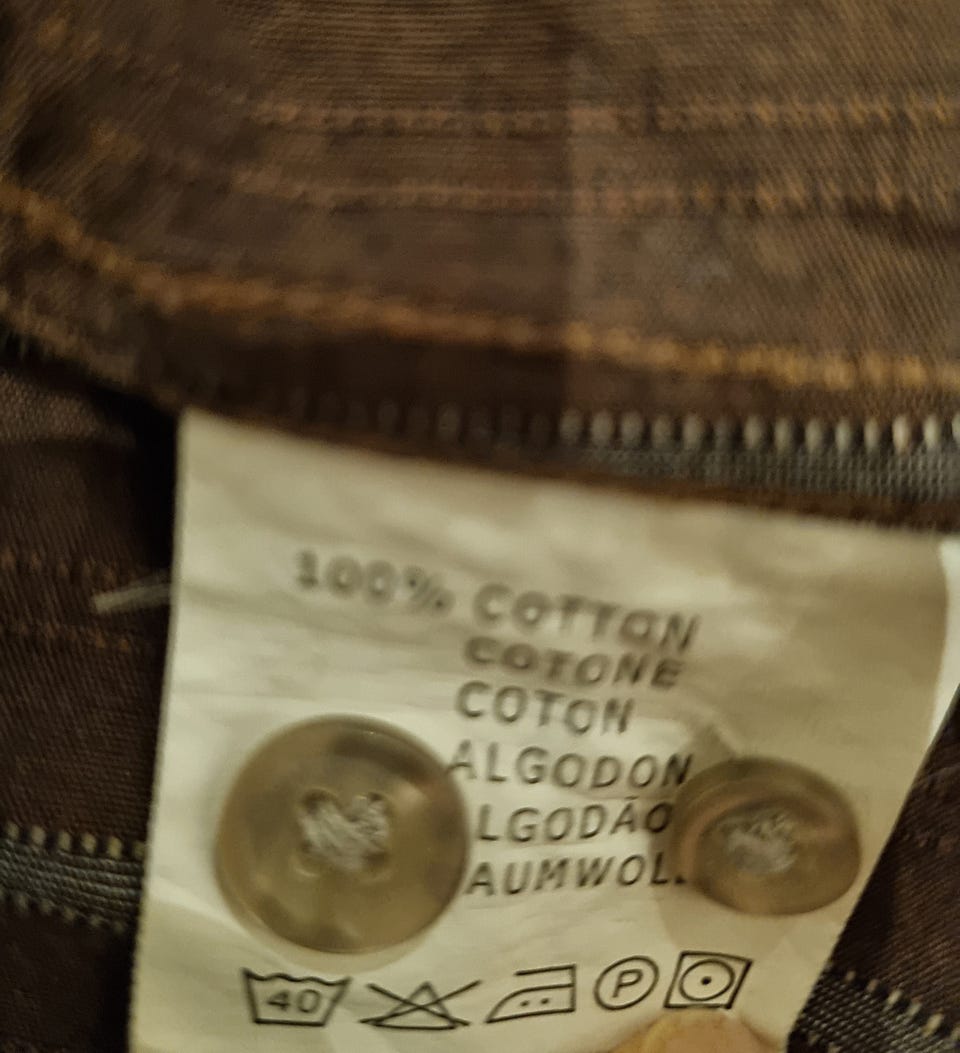 100% COTTON
COTONE
COTON
ALGODON
LGODÃO
AUMWOL
40
P